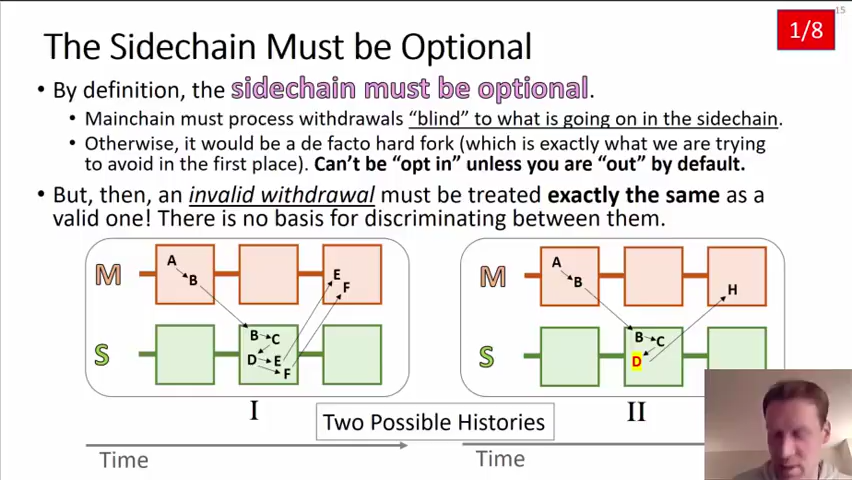 15
1/8
The Sidechain Must be Optional
• By definition, the sidechain must be optional.
• Mainchain must process withdrawals “blind” to what is going on in the sidechain.
• Otherwise, it would be a de facto hard fork (which is exactly what we are trying
to avoid in the first place). Can’t be “opt in” unless you are “out” by default.
• But, then, an invalid withdrawal must be treated exactly the same as a
valid one! There is no basis for discriminating between them.
M
A
B
E
F
S
B
C
D
E
F
I
M
A
B
H
S
B
C
D
II
Two Possible Histories
Time
Time